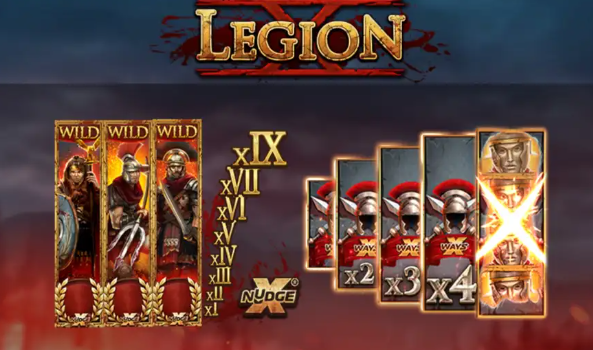 LEGION
X
WILD WILD WILD
xIX
xVII
xVI
xV
xIV
xIII
xII
xI
X
NUDGE®
WAYS
WAYS
WAYS
WAYS
x2
x3
x4